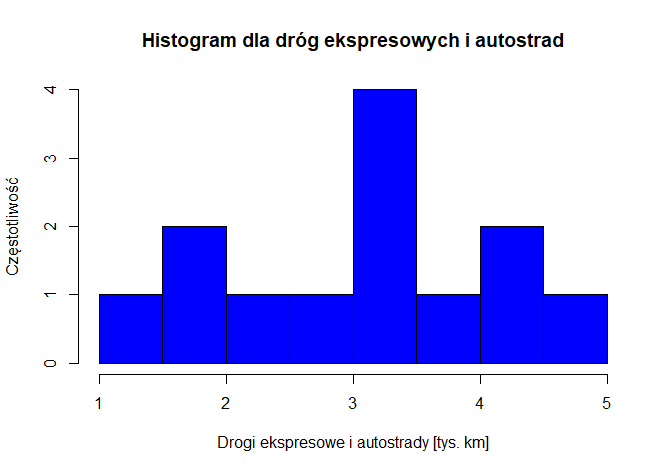 Histogram dla dróg ekspresowych i autostrad
4
3
2
1
0
Częstotliwość
1 2 3 4 5
Drogi ekspresowe i autostrady [tys. km]